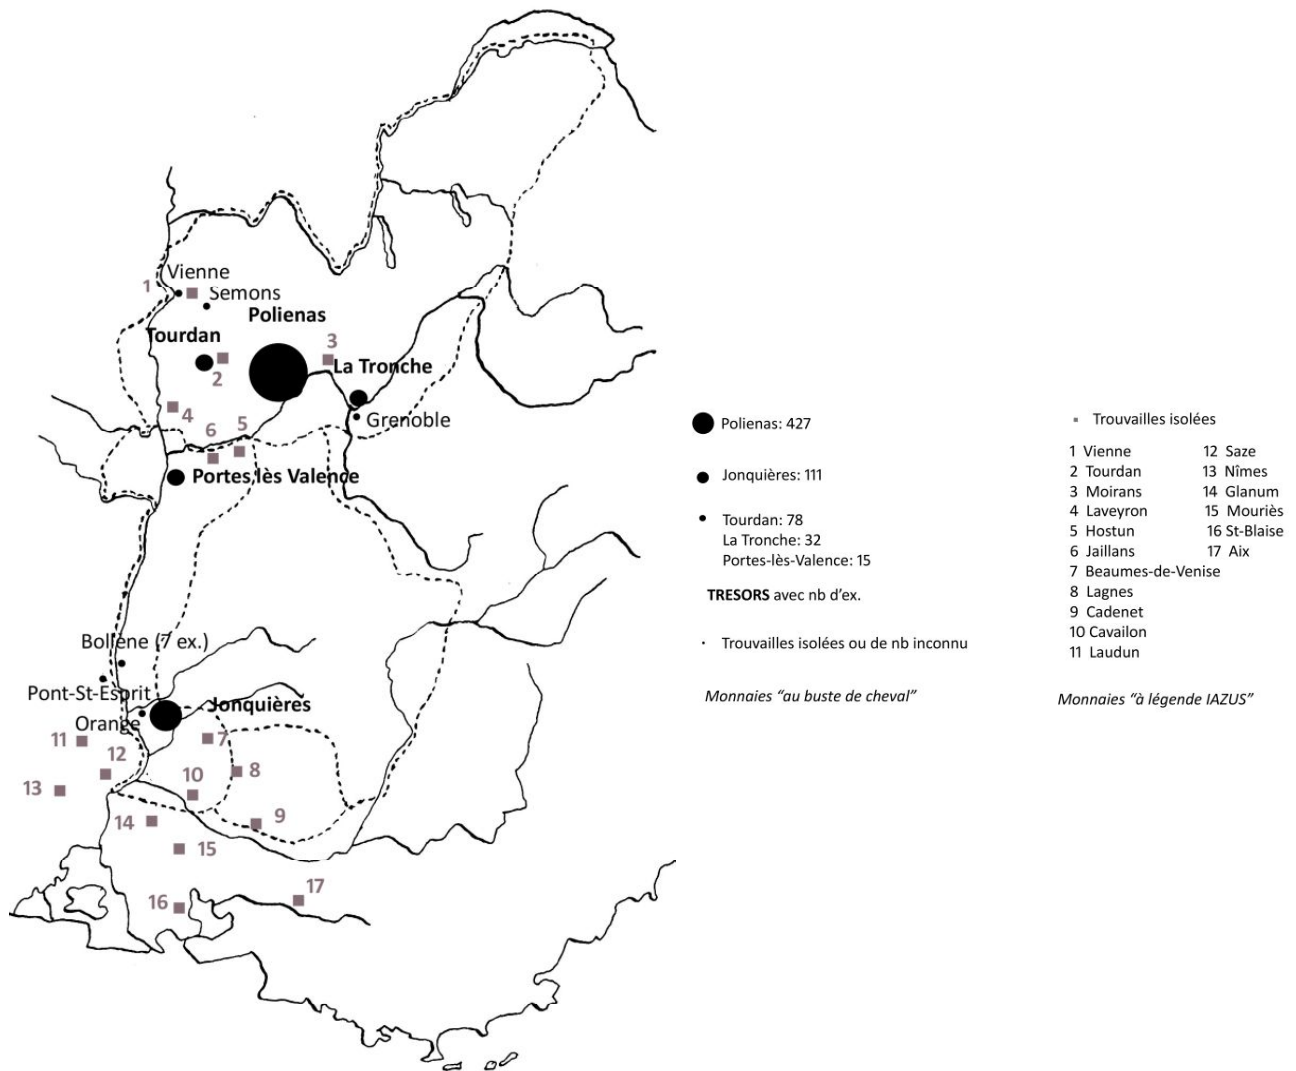 Vienne
1
Semons
Polienas
Tourdan
3
La Tronche
2
4
Grenoble
5
6
Portes lès Valence
Bollène (7 ex.)
Pont-St-Esprit
Jonquières
Orange
11
7
12
8
10
13
9
14
15
17
16
Polienas: 427
Jonquières: 111
Tourdan: 78
La Tronche: 32
Portes-lès-Valence: 15
TRESORS avec nb d'ex.
Trouvailles isolées ou de nb inconnu
Monnaies “au buste de cheval”
Trouvailles isolées
1 Vienne
2 Tourdan
3 Moirans
4 Laveyron
5 Hostun
6 Jaillans
7 Beaumes-de-Venise
8 Lagnes
9 Cadenet
10 Cavailon
11 Laudun
12 Saze
13 Nîmes
14 Glanum
15 Mouriès
16 St-Blaise
17 Aix
Monnaies “à légende IAZUS”